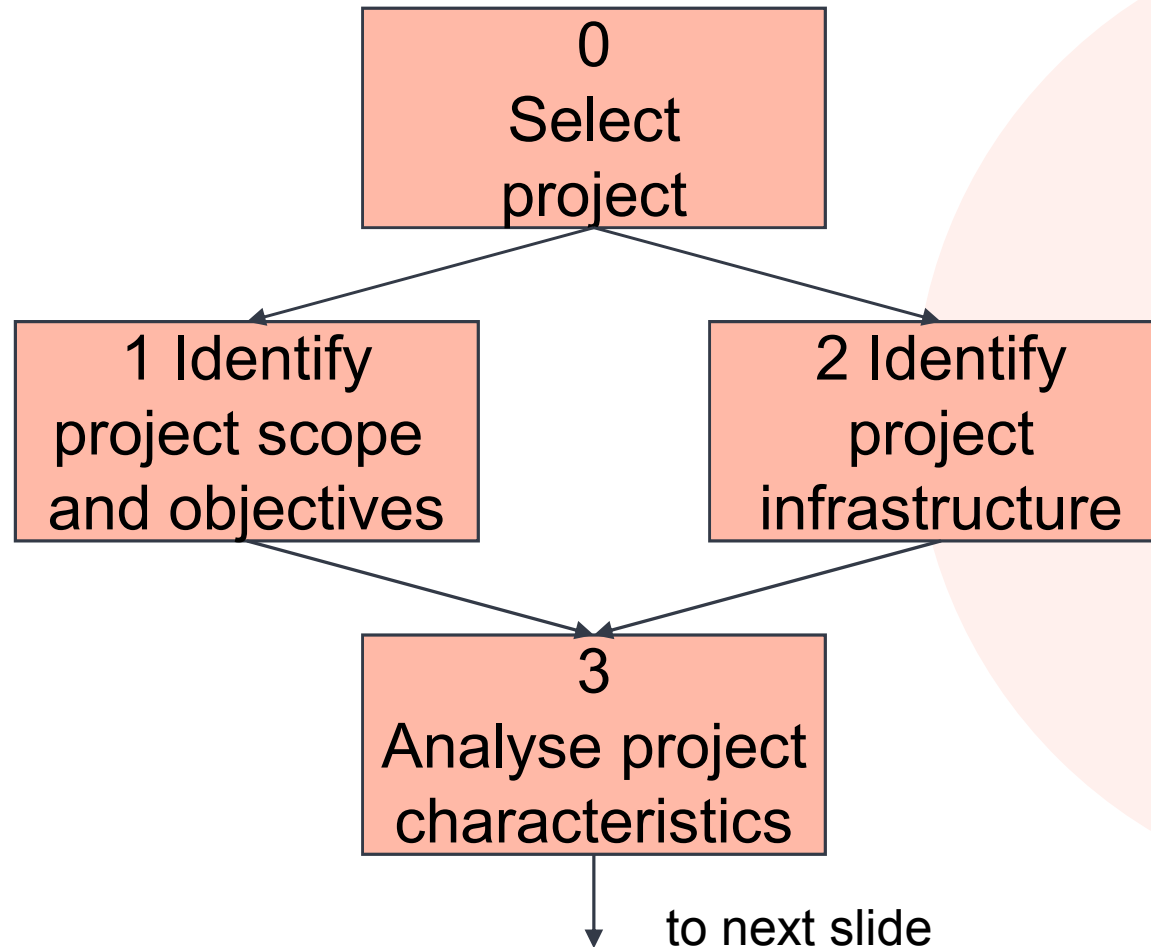 0
Select
project
1 Identify
project scope
and objectives
2 Identify
project
infrastructure
3
Analyse project
characteristics
to next slide